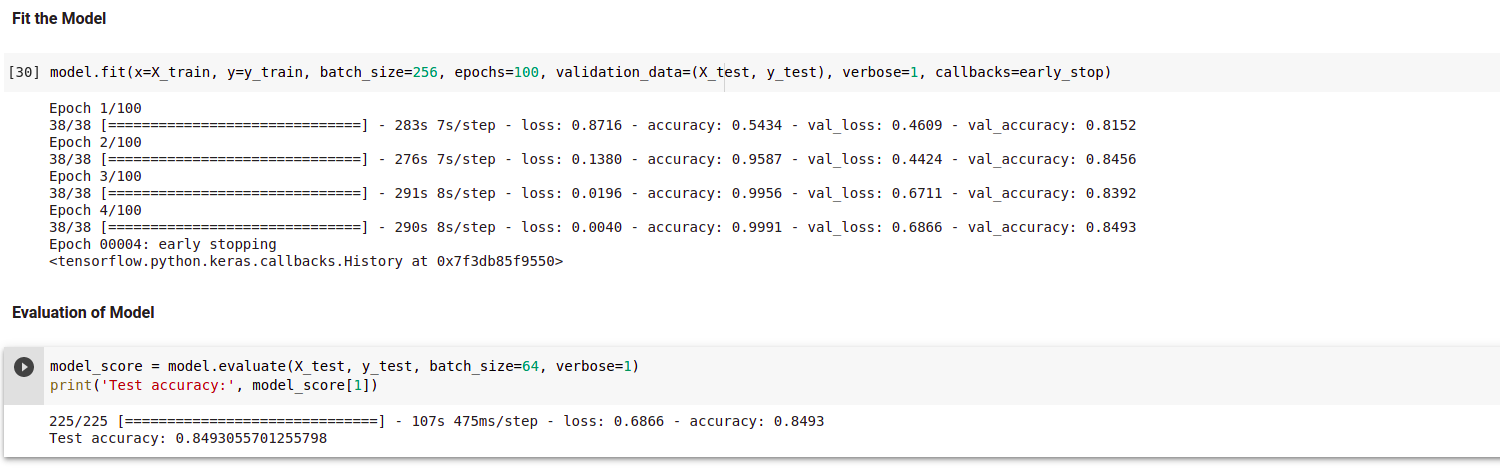 Fit the Model
[30] model.fit(x=X_train, y=y_train, batch_size=256, epochs=100, validation_data=(X_test, y_test), verbose=1, callbacks=early_stop)
Epoch 1/100
38/38 [==============================] - 283s 7s/step - loss: 0.8716 - accuracy: 0.5434 - val_loss: 0.4609 - val_accuracy: 0.8152
Epoch 2/100
38/38 [==============================] - 276s 7s/step - loss: 0.1380 - accuracy: 0.9587 - val_loss: 0.4424 - val_accuracy: 0.8456
Epoch 3/100
38/38 [==============================] - 291s 8s/step - loss: 0.0196 - accuracy: 0.9956 - val_loss: 0.6711 - val_accuracy: 0.8392
Epoch 4/100
38/38 [==============================] - 290s 8s/step - loss: 0.0040 - accuracy: 0.9991 - val_loss: 0.6866 - val_accuracy: 0.8493
Epoch 00004: early stopping
<tensorflow.python.keras.callbacks.History at 0x7f3db85f9550>
Evaluation of Model
model_score = model.evaluate(X_test, y_test, batch_size=64, verbose=1)
print('Test accuracy:', model_score[1])
225/225 [==============================] - 107s 475ms/step - loss: 0.6866 - accuracy: 0.8493
Test accuracy: 0.8493055701255798